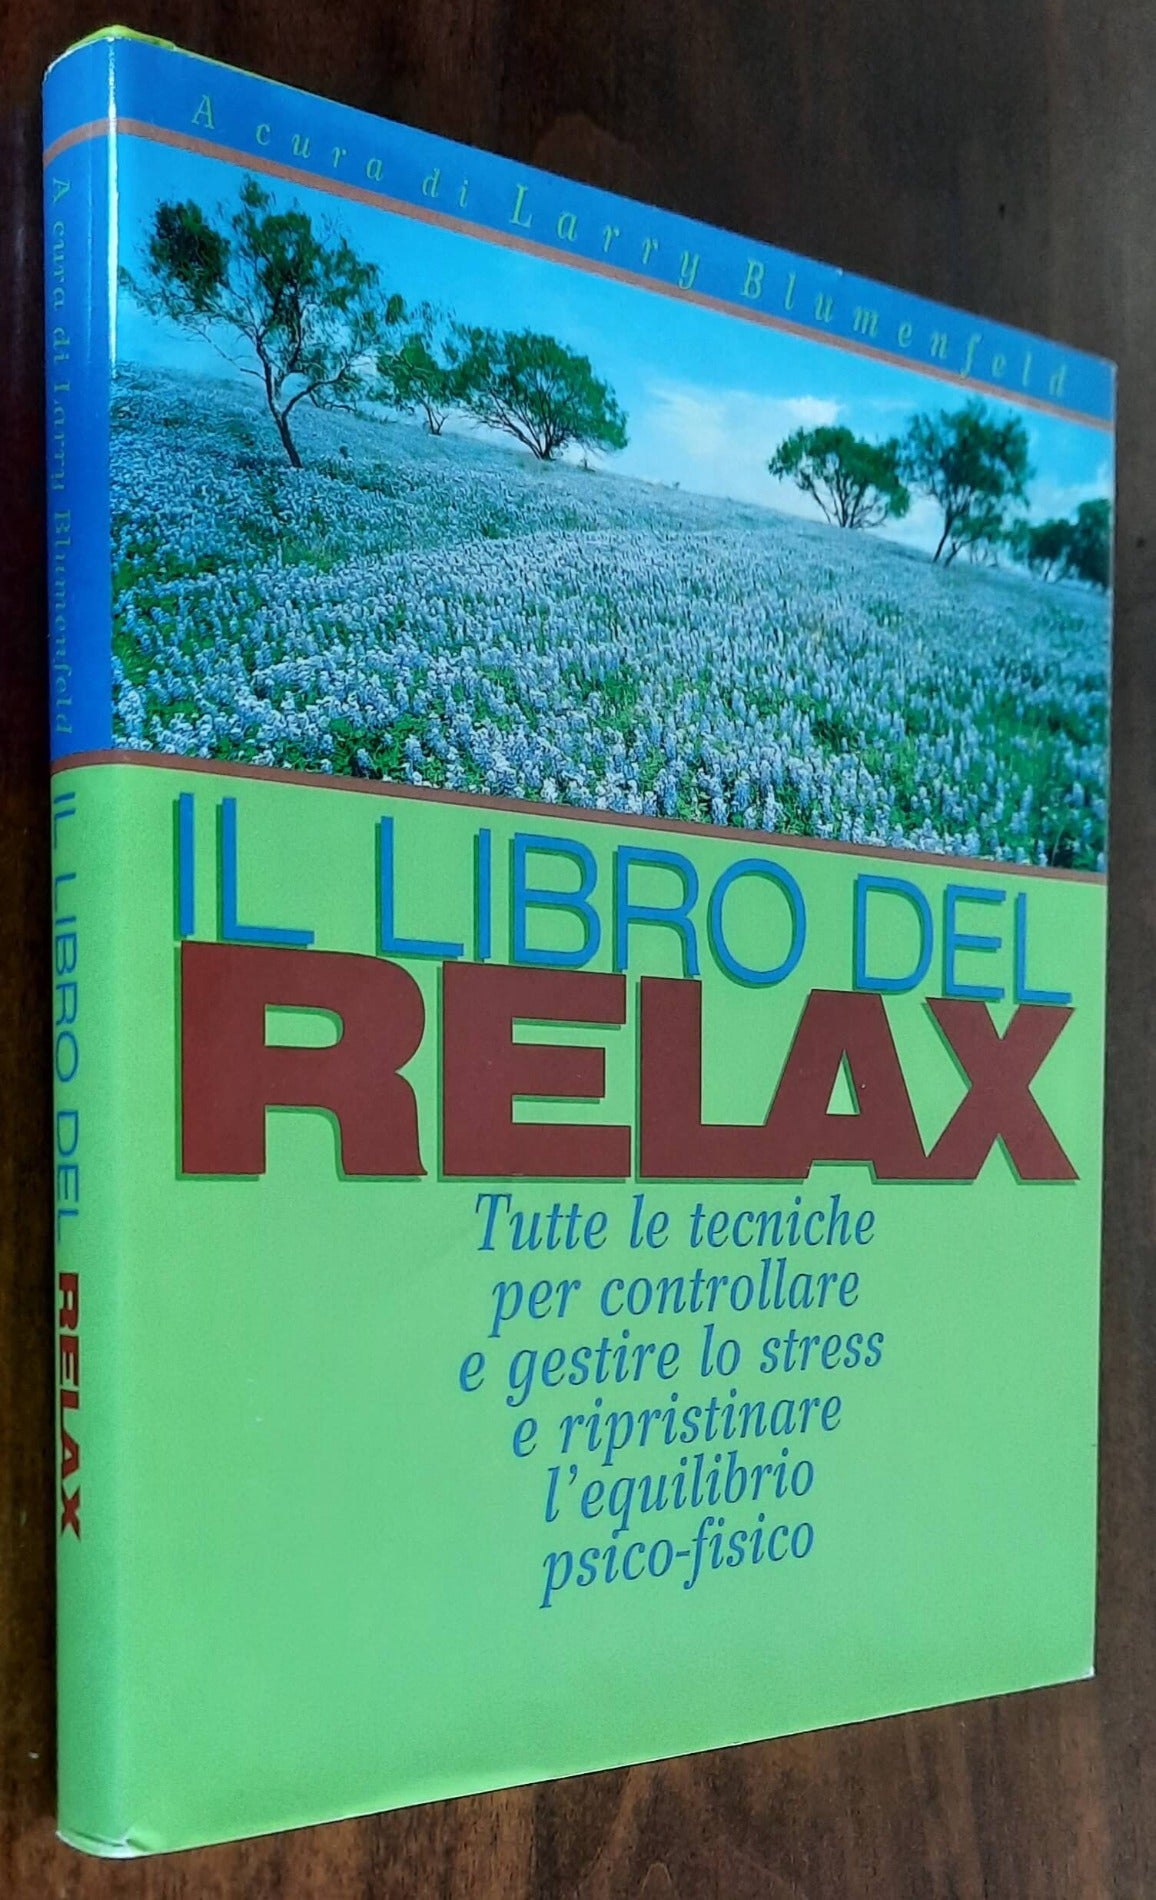 A cura di Larry Blumenfeld
IL LIBRO DEL
RELAX
Tutte le tecniche
per controllare
e gestire lo stress
e ripristinare
l'equilibrio
psico-fisico
A cura di Larry Blumenfeld IL LIBRO DEL RELAX